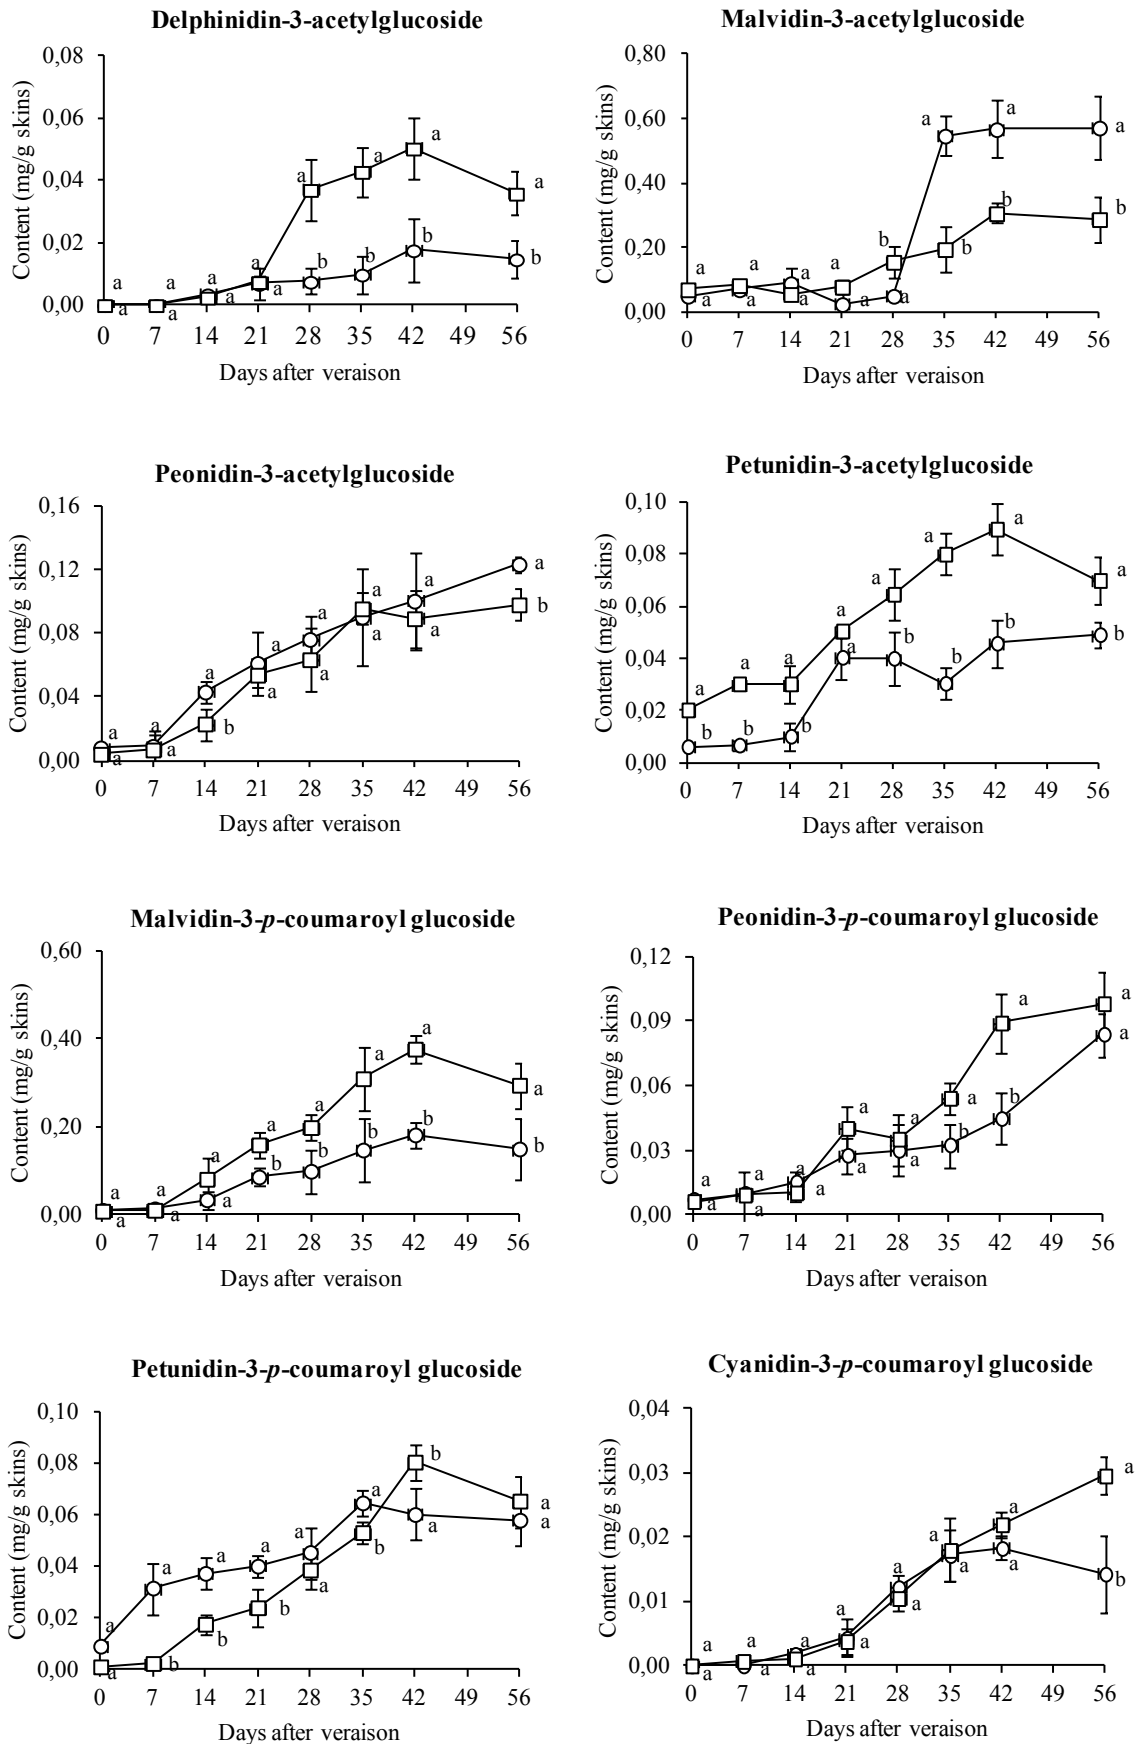 Delphinidin-3-acetylglucoside
Content (mg/g skins)
0,08
0,06
0,04
0,02
0,00
a a a a a a a a
a a a a b b b b
0 7 14 21 28 35 42 49 56
Days after veraison
Malvidin-3-acetylglucoside
Content (mg/g skins)
0,80
0,60
0,40
0,20
0,00
a a a a b a a a
a a a a a b b b
0 7 14 21 28 35 42 49 56
Days after veraison
Peonidin-3-acetylglucoside
Content (mg/g skins)
0,16
0,12
0,08
0,04
0,00
a a a a a a a a
a a b a a a a b
0 7 14 21 28 35 42 49 56
Days after veraison
Petunidin-3-acetylglucoside
Content (mg/g skins)
0,10
0,08
0,06
0,04
0,02
0,00
a a a a a a a a
b b b a b b b b
0 7 14 21 28 35 42 49 56
Days after veraison
Malvidin-3-p-coumaroyl glucoside
Content (mg/g skins)
0,60
0,40
0,20
0,00
a a a a a a a a
a a a b b b b b
0 7 14 21 28 35 42 49 56
Days after veraison
Peonidin-3-p-coumaroyl glucoside
Content (mg/g skins)
0,12
0,09
0,06
0,03
0,00
a a a a a a a a
a a a a a b b a
0 7 14 21 28 35 42 49 56
Days after veraison
Petunidin-3-p-coumaroyl glucoside
Content (mg/g skins)
0,10
0,08
0,06
0,04
0,02
0,00
a a a a a a b a
a b b b a b a a
0 7 14 21 28 35 42 49 56
Days after veraison
Cyanidin-3-p-coumaroyl glucoside
Content (mg/g skins)
0,04
0,03
0,02
0,01
0,00
a a a a a a a a
a a a a a a a b
0 7 14 21 28 35 42 49 56
Days after veraison